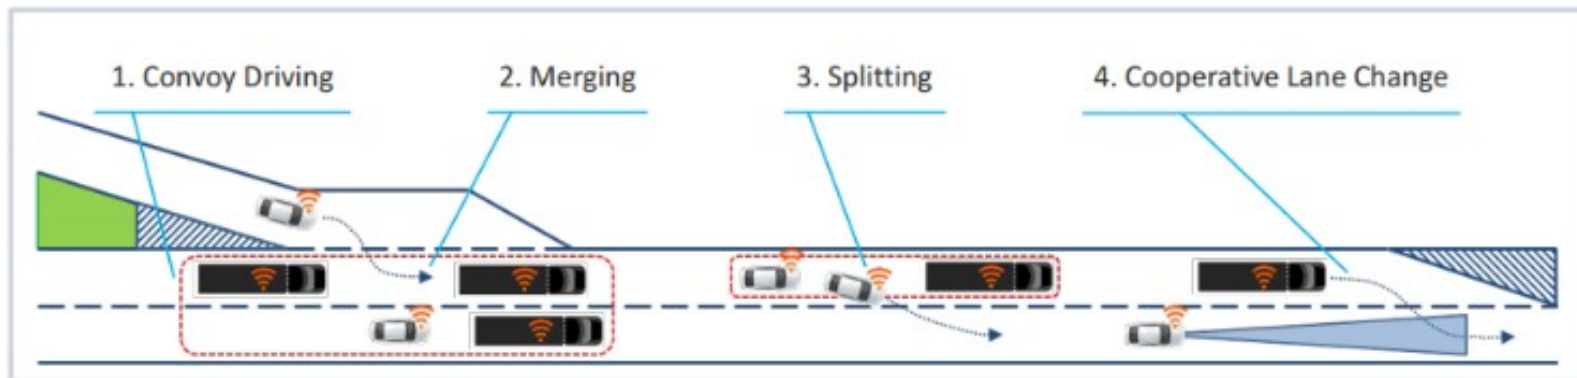 1. Convoy Driving
2. Merging
3. Splitting
4. Cooperative Lane Change